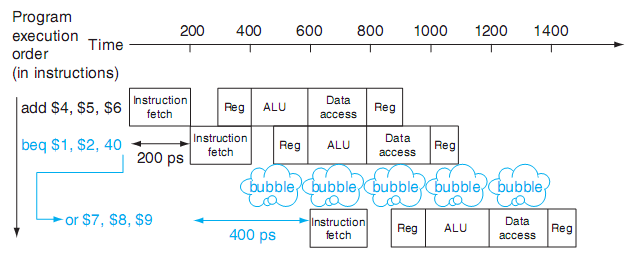 Program
execution
order
(in instructions)
Time
200 400 600 800 1000 1200 1400
add $4, $5, $6
Instruction
fetch
Reg
ALU
Data
access
Reg
beq $1, $2, 40
200 ps
Instruction
fetch
Reg
ALU
Data
access
Reg
bubble bubble bubble bubble bubble
or $7, $8, $9
400 ps
Instruction
fetch
Reg
ALU
Data
access
Reg